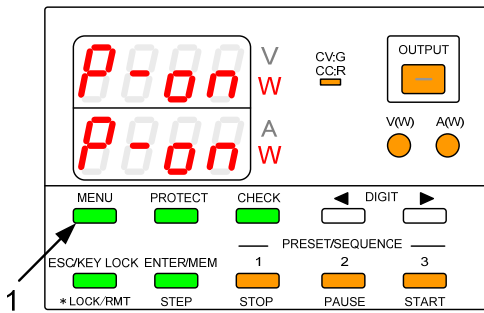 P-on V W
CV:G
CC:R
OUTPUT
P-on A W
V(W) A(W)
MENU PROTECT CHECK ◀ DIGIT ▶
PRESET/SEQUENCE
ESC/KEY LOCK ENTER/MEM 1 2 3
1 * LOCK/RMT STEP STOP PAUSE START